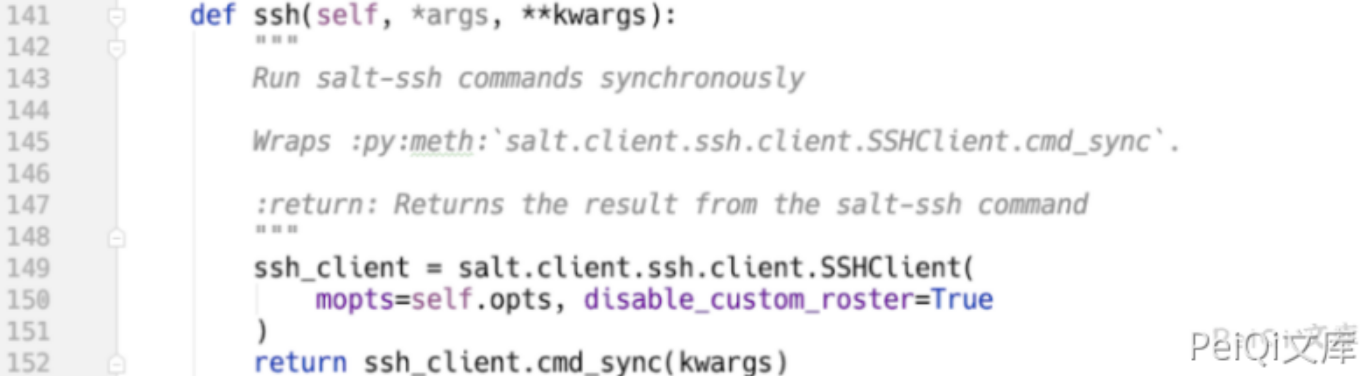 141 def ssh(self, *args, **kwargs):
142 """
143 Run salt-ssh commands synchronously
144
145 Wraps :py:meth:`salt.client.ssh.client.SSHClient.cmd_sync`.
146
147 :return: Returns the result from the salt-ssh command
148 """
149 ssh_client = salt.client.ssh.client.SSHClient(
150 mopts=self.opts, disable_custom_roster=True
151 )
152 return ssh_client.cmd_sync(kwargs)
PeiQi文库